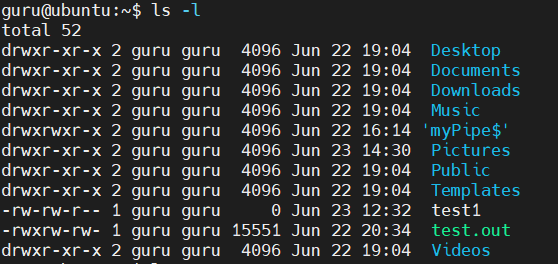 guru@ubuntu:~$ ls -l
total 52
drwxr-xr-x 2 guru guru  4096 Jun 22 19:04  Desktop
drwxr-xr-x 2 guru guru  4096 Jun 22 19:04  Documents
drwxr-xr-x 2 guru guru  4096 Jun 22 19:04  Downloads
drwxr-xr-x 2 guru guru  4096 Jun 22 19:04  Music
drwxrwxr-x 2 guru guru  4096 Jun 22 16:14 'myPipe$'
drwxr-xr-x 2 guru guru  4096 Jun 23 14:30  Pictures
drwxr-xr-x 2 guru guru  4096 Jun 22 19:04  Public
drwxr-xr-x 2 guru guru  4096 Jun 22 19:04  Templates
-rw-rw-r-- 1 guru guru     0 Jun 23 12:32  test1
-rwxrw-rw- 1 guru guru 15551 Jun 22 20:34  test.out
drwxr-xr-x 2 guru guru  4096 Jun 22 19:04  Videos